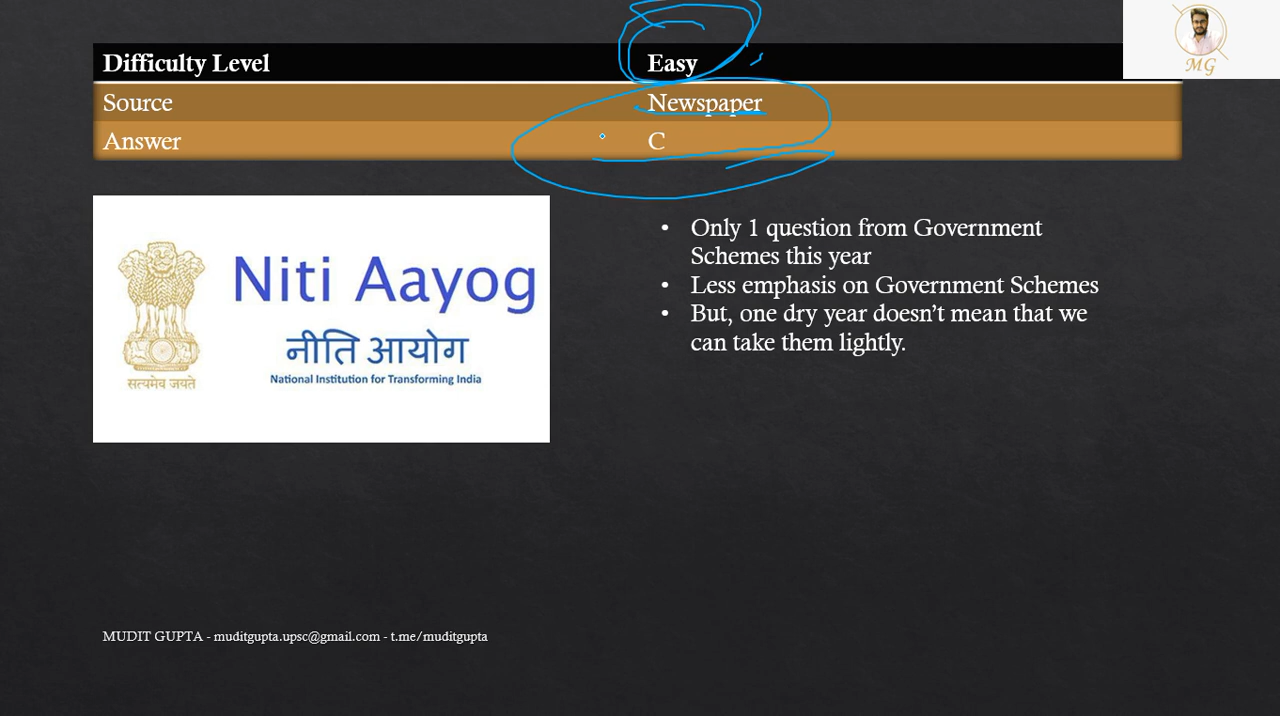 MG
Difficulty Level Easy
Source Newspaper
Answer C
Niti Aayog
नीति आयोग
National Institution for Transforming India
सत्यमेव जयते
• Only 1 question from Government
Schemes this year
• Less emphasis on Government Schemes
• But, one dry year doesn’t mean that we
can take them lightly.
MUDIT GUPTA - muditgupta.upsc@gmail.com - t.me/muditgupta